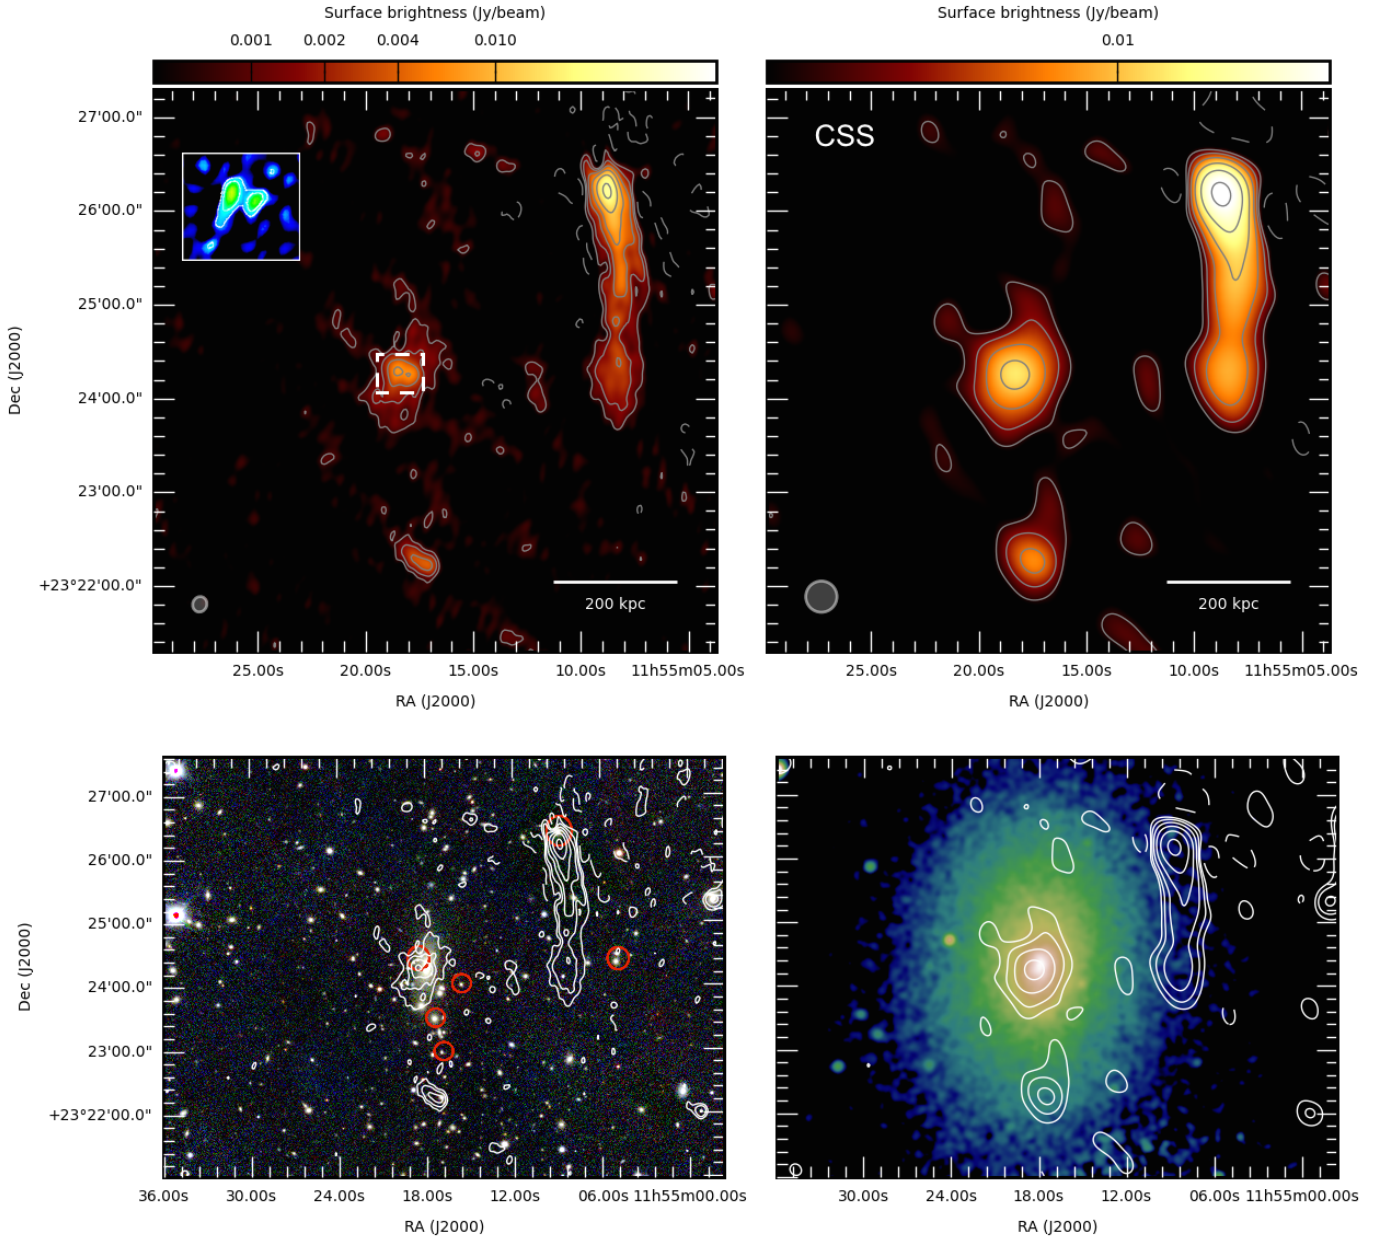 Surface brightness (Jy/beam)
0.001 0.002 0.004 0.010
27'00.0"
26'00.0"
25'00.0"
24'00.0"
23'00.0"
+23°22'00.0"
Dec (J2000)
200 kpc
25.00s 20.00s 15.00s 10.00s 11h55m05.00s
RA (J2000)
Surface brightness (Jy/beam)
0.01
CSS
200 kpc
25.00s 20.00s 15.00s 10.00s 11h55m05.00s
RA (J2000)
27'00.0"
26'00.0"
25'00.0"
24'00.0"
23'00.0"
+23°22'00.0"
Dec (J2000)
36.00s 30.00s 24.00s 18.00s 12.00s 06.00s 11h55m00.00s
RA (J2000)
30.00s 24.00s 18.00s 12.00s 06.00s 11h55m00.00s
RA (J2000)